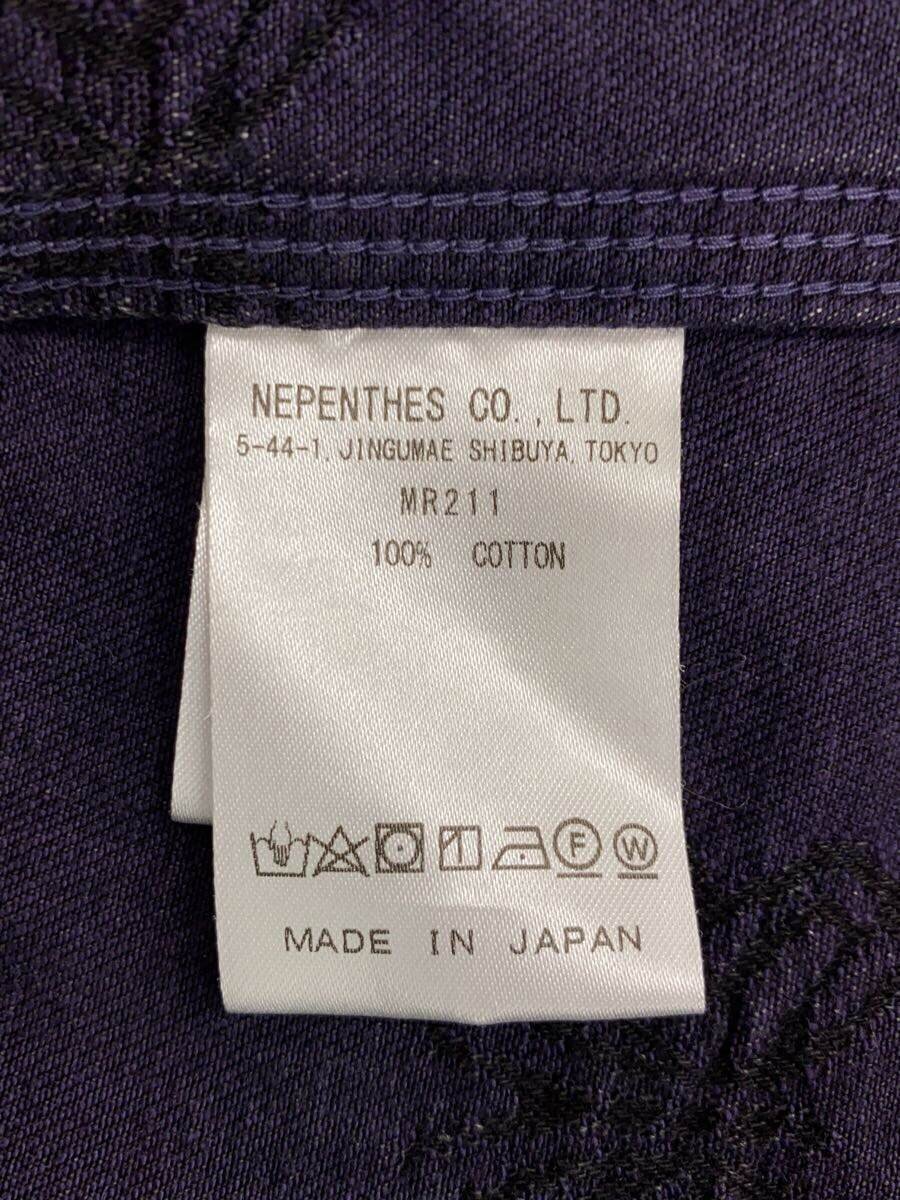 NEPENTHES CO.,LTD.
5-44-1, JINGUMAE SHIBUYA, TOKYO
MR211
100% COTTON
F W
MADE IN JAPAN